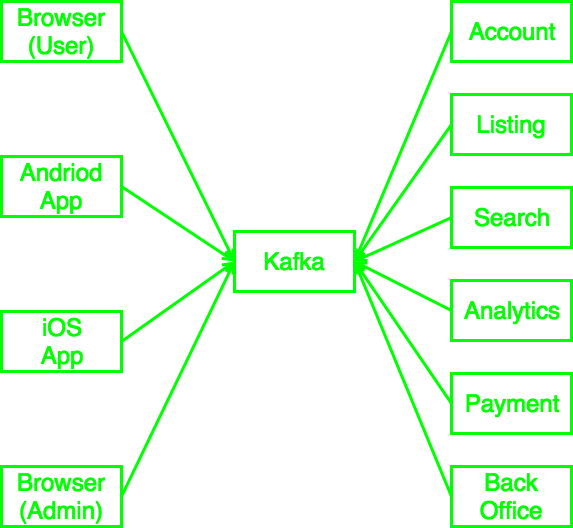 Browser
(User)
Andriod
App
iOS
App
Browser
(Admin)
Kafka
Account
Listing
Search
Analytics
Payment
Back
Office